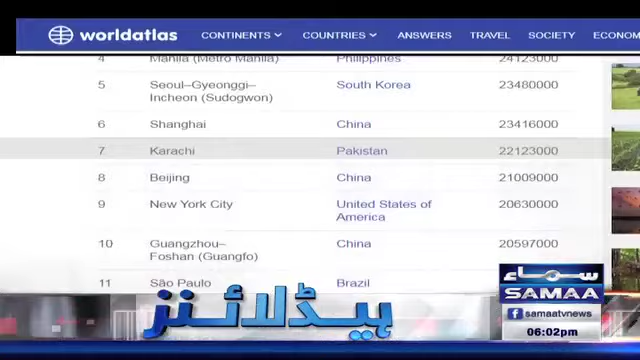 worldatlas CONTINENTS COUNTRIES ANSWERS TRAVEL SOCIETY ECONOM
4 Manila (Metro Manila) Philippines 24123000
5 Seoul–Gyeonggi–
Incheon (Sudogwon) South Korea 23480000
6 Shanghai China 23416000
7 Karachi Pakistan 22123000
8 Beijing China 21009000
9 New York City United States of
America 20630000
10 Guangzhou–
Foshan (Guangfo) China 20597000
11 São Paulo Brazil
ہیڈلائنز
سماء
SAMAA
samaatvnews
06:02pm